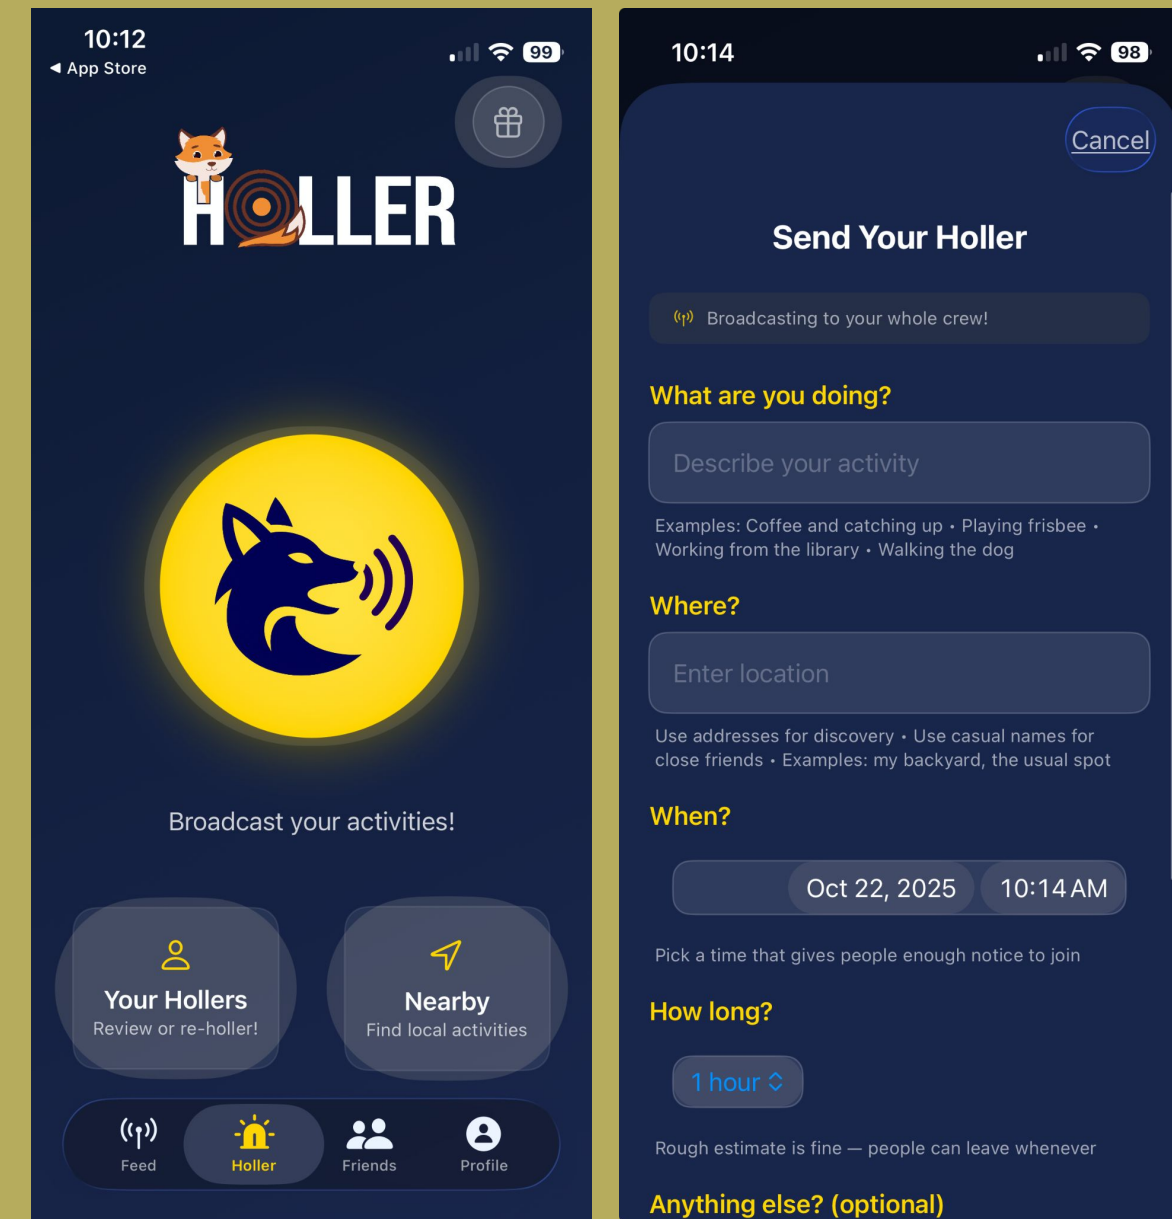 10:12
◀ App Store
99
HOLLER
Broadcast your activities!
Your Hollers
Review or re-holler!
Nearby
Find local activities
Feed
Holler
Friends
Profile
10:14
98
Cancel
Send Your Holler
Broadcasting to your whole crew!
What are you doing?
Describe your activity
Examples: Coffee and catching up • Playing frisbee •
Working from the library • Walking the dog
Where?
Enter location
Use addresses for discovery • Use casual names for
close friends • Examples: my backyard, the usual spot
When?
Oct 22, 2025
10:14 AM
Pick a time that gives people enough notice to join
How long?
1 hour
Rough estimate is fine — people can leave whenever
Anything else? (optional)